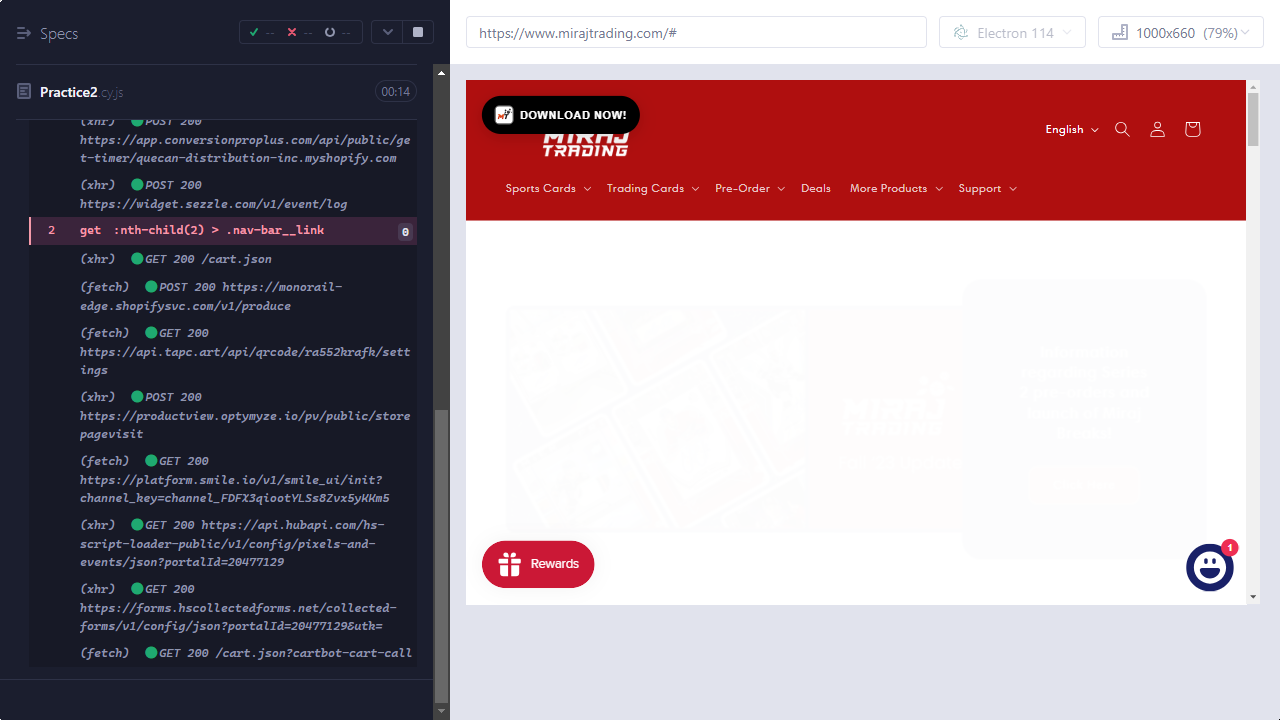 Specs
--
--
--
https://www.mirajtrading.com/#
Electron 114
1000x660 (79%)
Practice2.cy.js
00:14
(xhr) POST 200
https://app.conversionproplus.com/api/public/ge
t-timer/quecan-distribution-inc.myshopify.com
(xhr) POST 200
https://widget.sezzle.com/v1/event/log
2 get :nth-child(2) > .nav-bar__link 0
(xhr) GET 200 /cart.json
(fetch) POST 200 https://monorail-
edge.shopifysvc.com/v1/produce
(fetch) GET 200
https://api.tapc.art/api/qrcode/ra552krafk/sett
ings
(xhr) POST 200
https://productview.optymyze.io/pv/public/store
pagevisit
(fetch) GET 200
https://platform.smile.io/v1/smile_ui/init?
channel_key=channel_FDFX3qiootYLSs8Zvx5yKKm5
(xhr) GET 200 https://api.hubapi.com/hs-
script-loader-public/v1/config/pixels-and-
events/json?portalId=20477129
(xhr) GET 200
https://forms.hscollectedforms.net/collected-
forms/v1/config/json?portalId=20477129&utk=
(fetch) GET 200 /cart.json?cartbot-cart-call
DOWNLOAD NOW!
MIRAJ
TRADING
English
Sports Cards
Trading Cards
Pre-Order
Deals
More Products
Support
MIRAJ
Rewards
1